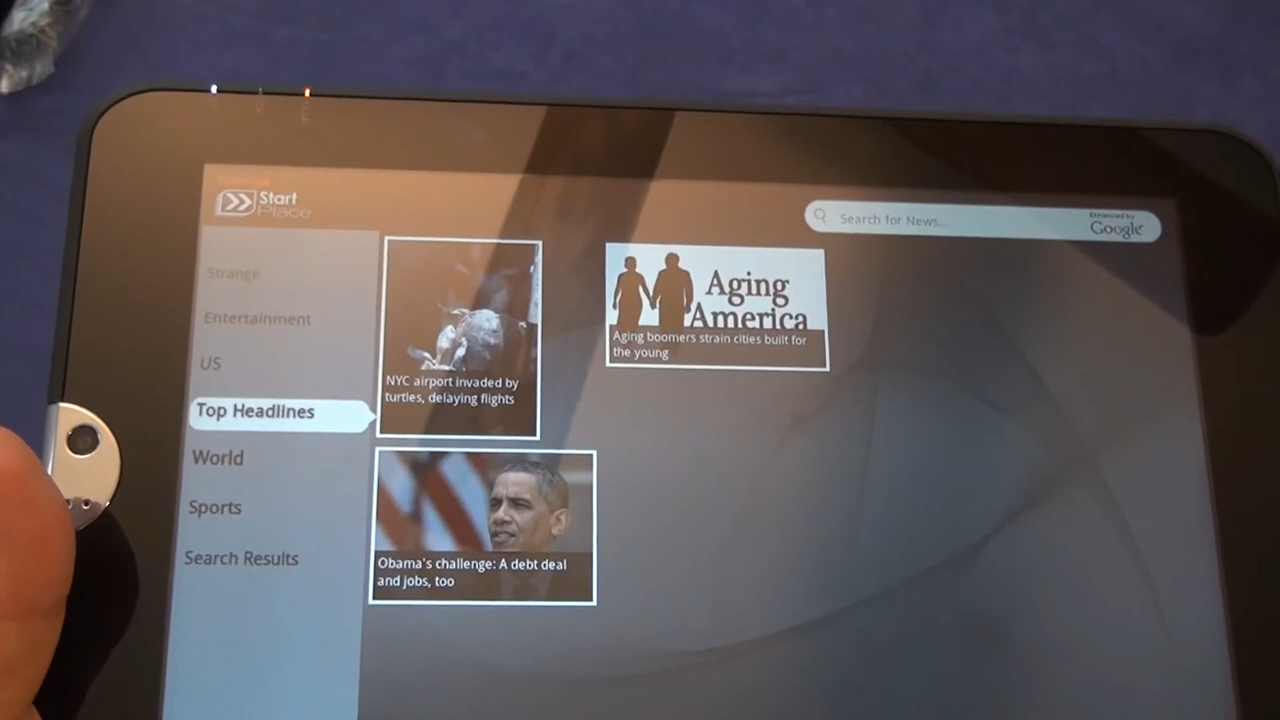 Start
Place
Search for News...
Enhanced by
Google
Strange
Entertainment
US
Top Headlines
World
Sports
Search Results
NYC airport invaded by
turtles, delaying flights
Aging
America
Aging boomers strain cities built for
the young
Obama's challenge: A debt deal
and jobs, too